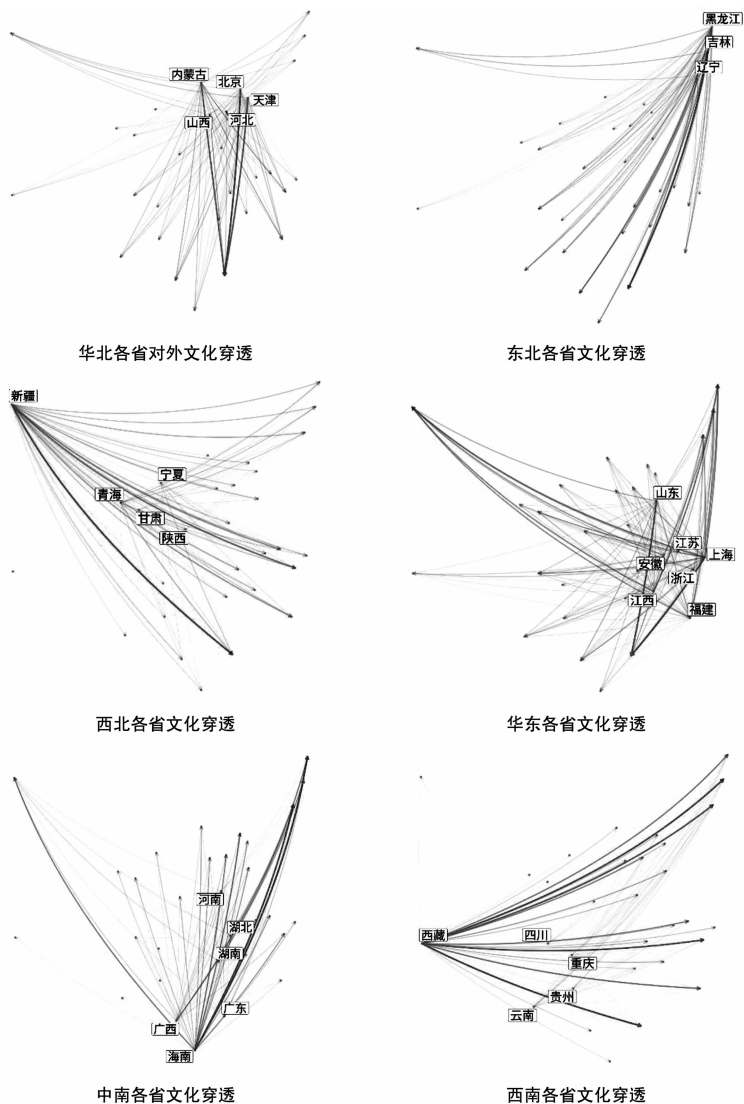 黑龙江
吉林
内蒙古 北京
辽宁
天津
山西 河北
华北各省对外文化穿透 东北各省文化穿透
新疆
宁夏
青海 山东
甘肃
陕西 江苏
上海
安徽
浙江
江西
福建
西北各省文化穿透 华东各省文化穿透
河南
湖北
西藏 四川
湖南
重庆
贵州
广东
云南
广西
海南
中南各省文化穿透 西南各省文化穿透